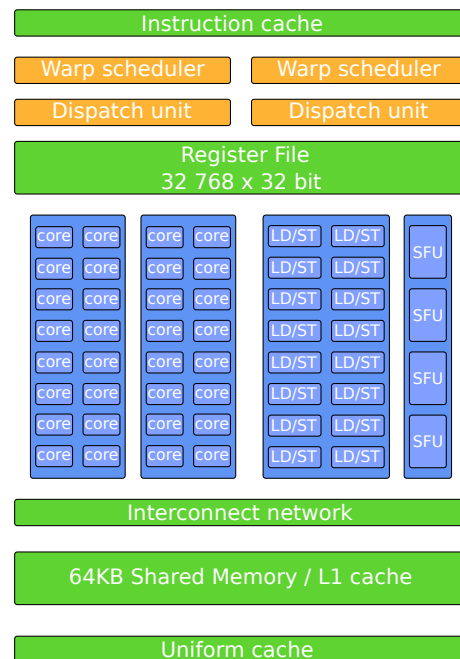 Instruction cache
Warp scheduler Warp scheduler
Dispatch unit Dispatch unit
Register File
32 768 x 32 bit
core core core core LD/ST LD/ST SFU
core core core core LD/ST LD/ST
core core core core LD/ST LD/ST SFU
core core core core LD/ST LD/ST
core core core core LD/ST LD/ST SFU
core core core core LD/ST LD/ST
core core core core LD/ST LD/ST SFU
core core core core LD/ST LD/ST
Interconnect network
64KB Shared Memory / L1 cache
Uniform cache